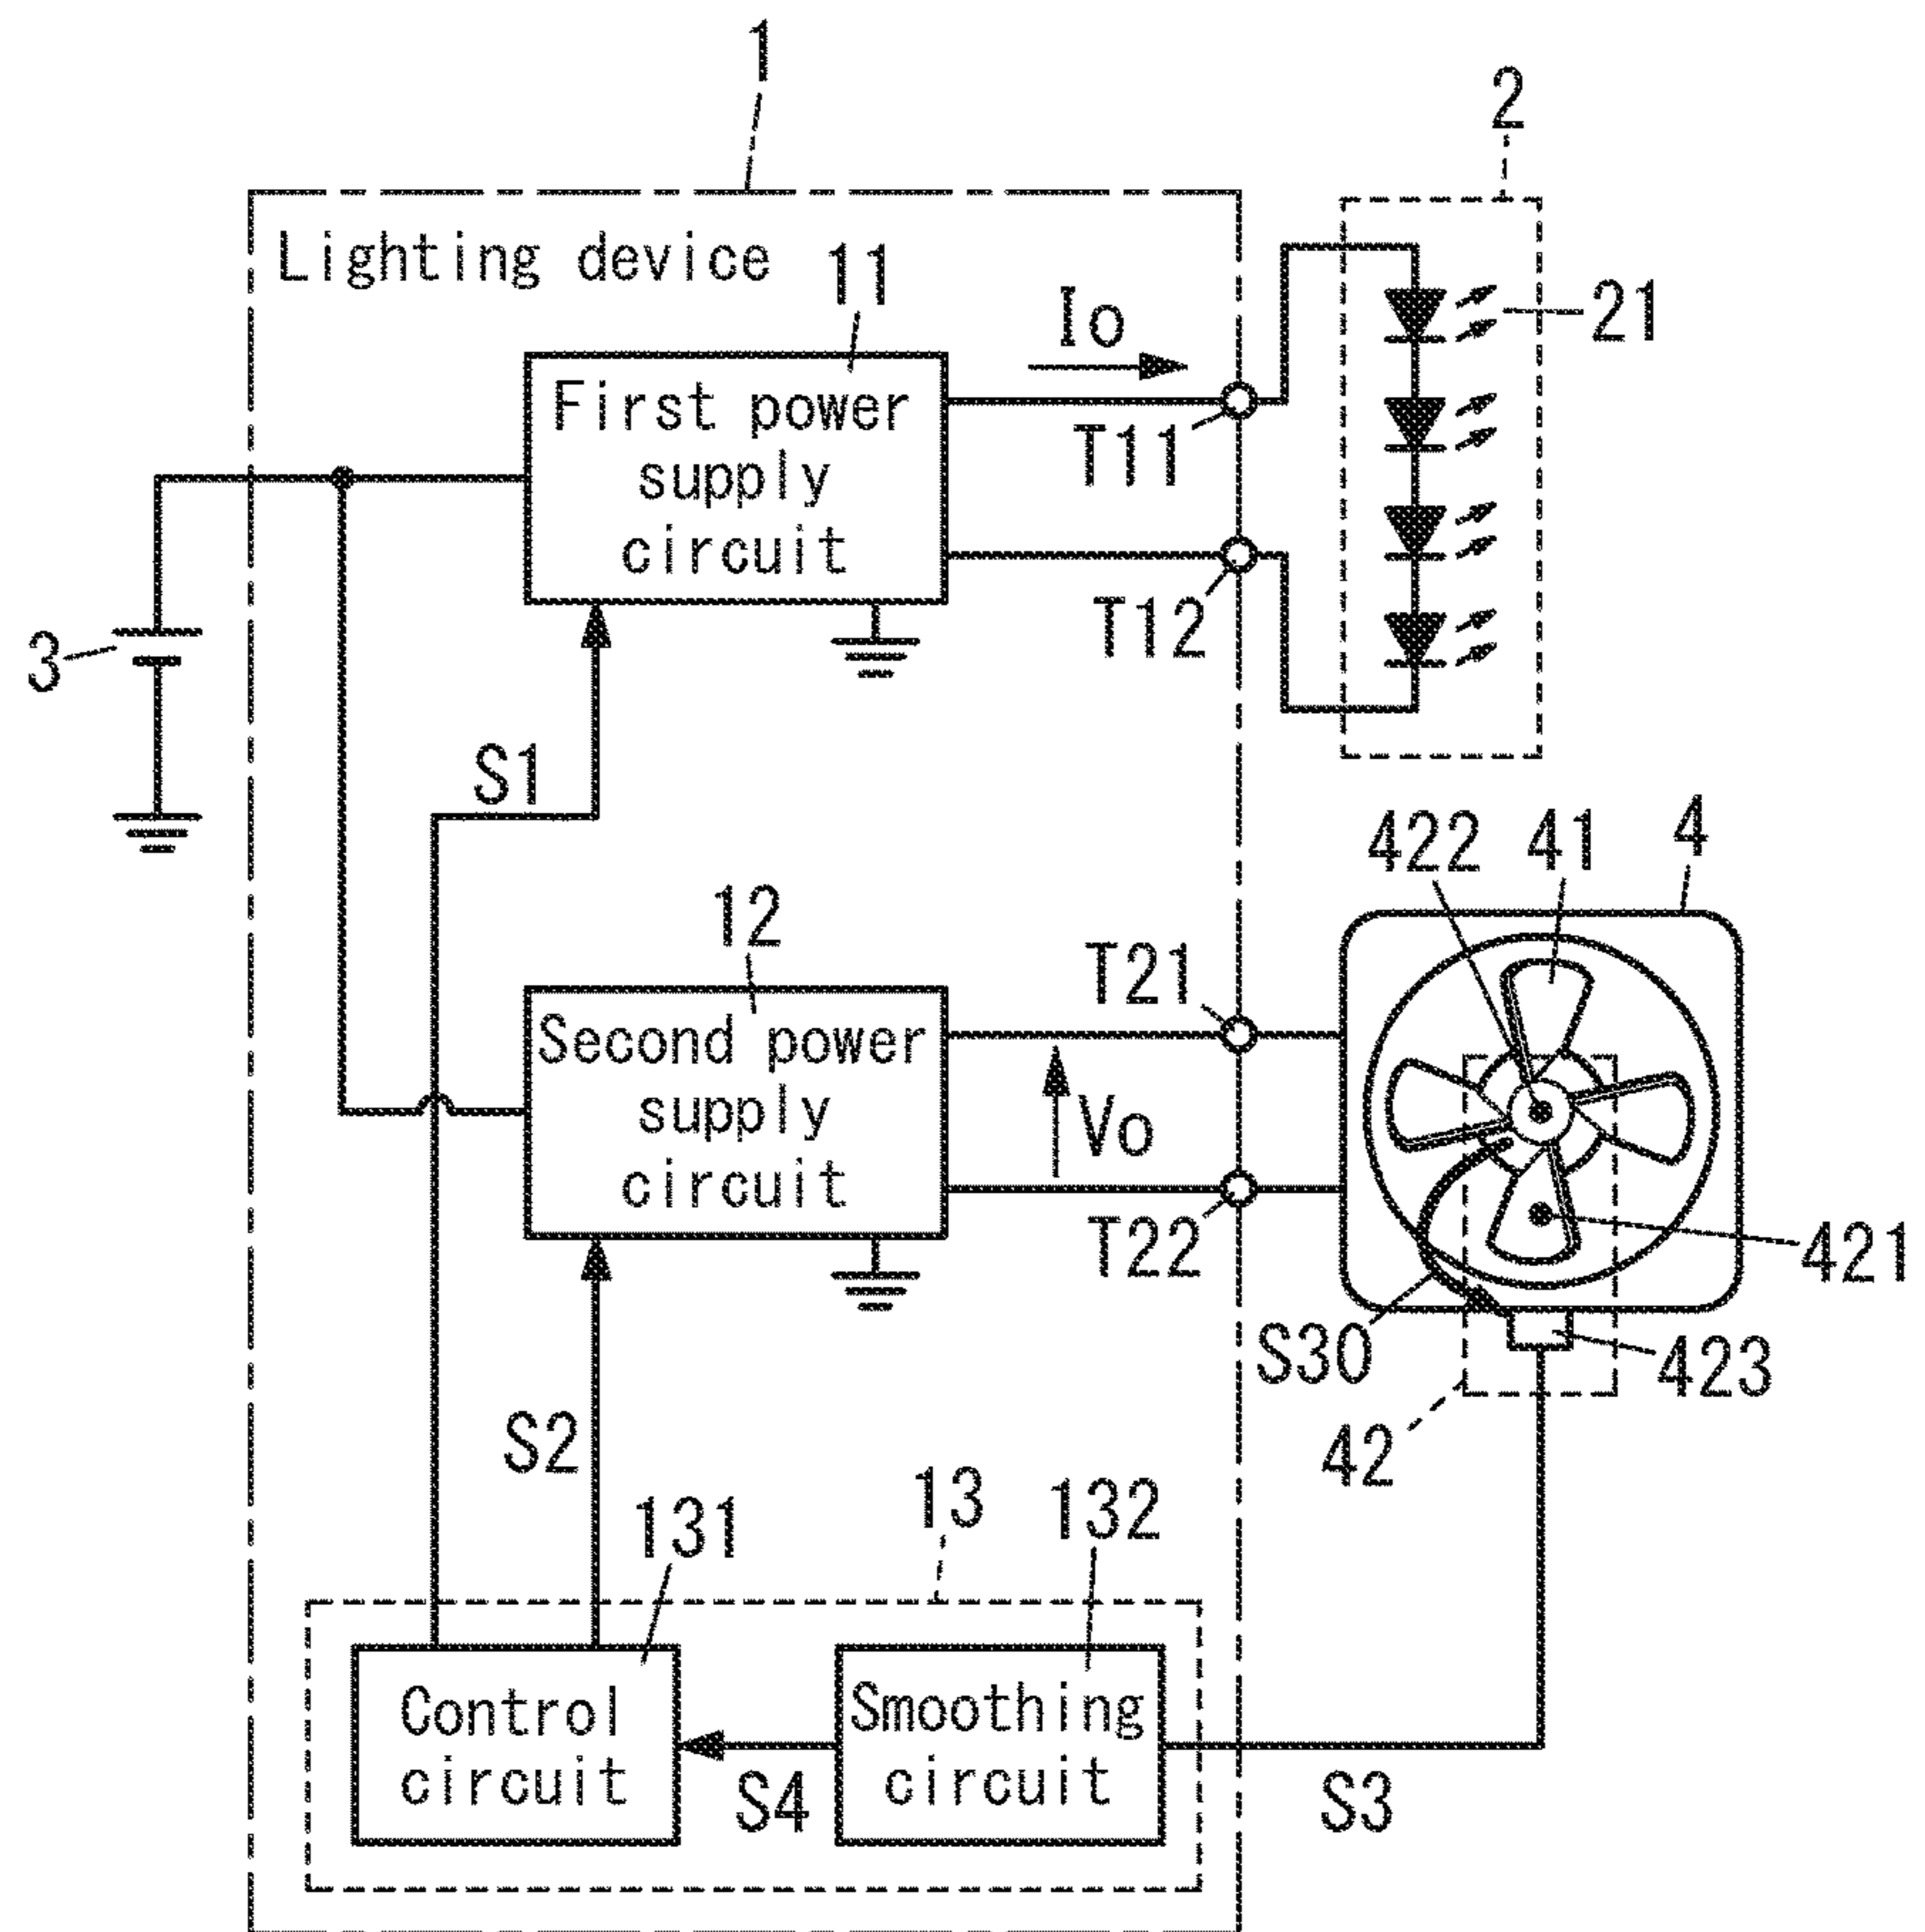 1
2
Lighting device
11
Io
21
First power
supply
circuit
T11
T12
3
S1
422
41
4
12
T21
Second power
supply
circuit
Vo
T22
421
S30
423
42
S2
131
13
132
Control
circuit
S4
Smoothing
circuit
S3